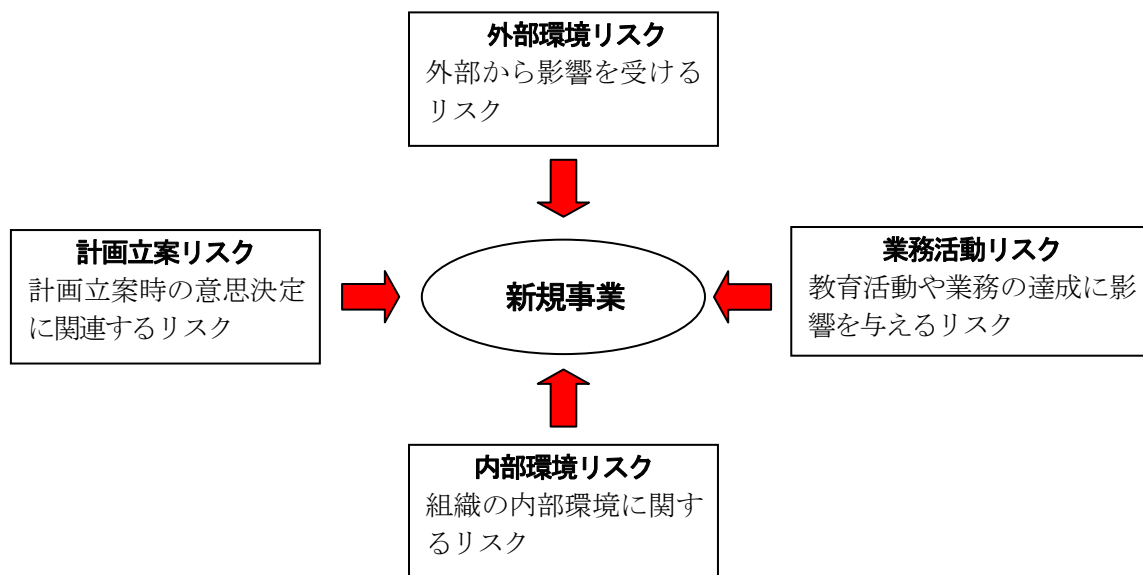 外部環境リスク
外部から影響を受ける
リスク
計画立案リスク
計画立案時の意思決定
に関連するリスク
新規事業
業務活動リスク
教育活動や業務の達成に影
響を与えるリスク
内部環境リスク
組織の内部環境に関す
るリスク